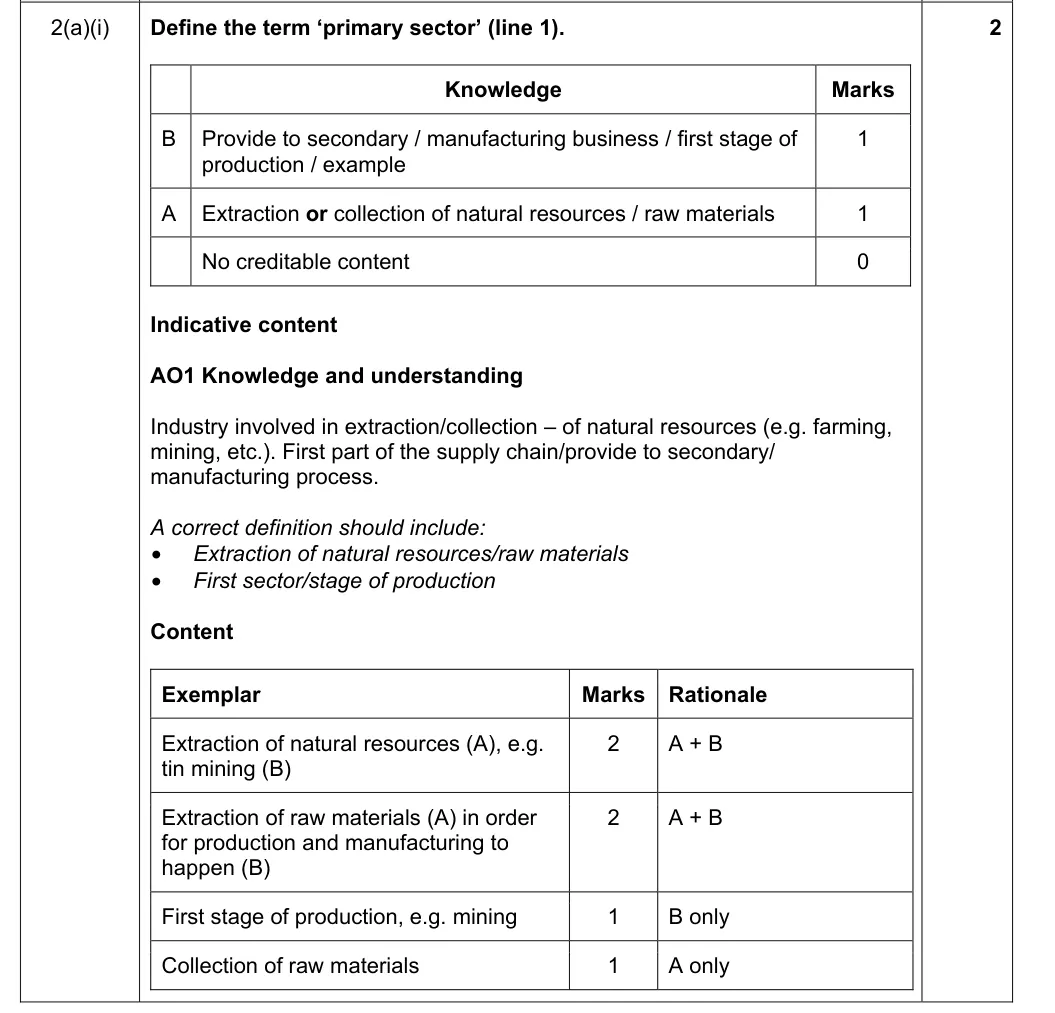 2(a)(i) Define the term ‘primary sector’ (line 1). 2
Knowledge Marks
B Provide to secondary / manufacturing business / first stage of 1
production / example
A Extraction or collection of natural resources / raw materials 1
No creditable content 0
Indicative content
AO1 Knowledge and understanding
Industry involved in extraction/collection – of natural resources (e.g. farming,
mining, etc.). First part of the supply chain/provide to secondary/
manufacturing process.
A correct definition should include:
• Extraction of natural resources/raw materials
• First sector/stage of production
Content
Exemplar Marks Rationale
Extraction of natural resources (A), e.g. 2 A + B
tin mining (B)
Extraction of raw materials (A) in order 2 A + B
for production and manufacturing to
happen (B)
First stage of production, e.g. mining 1 B only
Collection of raw materials 1 A only